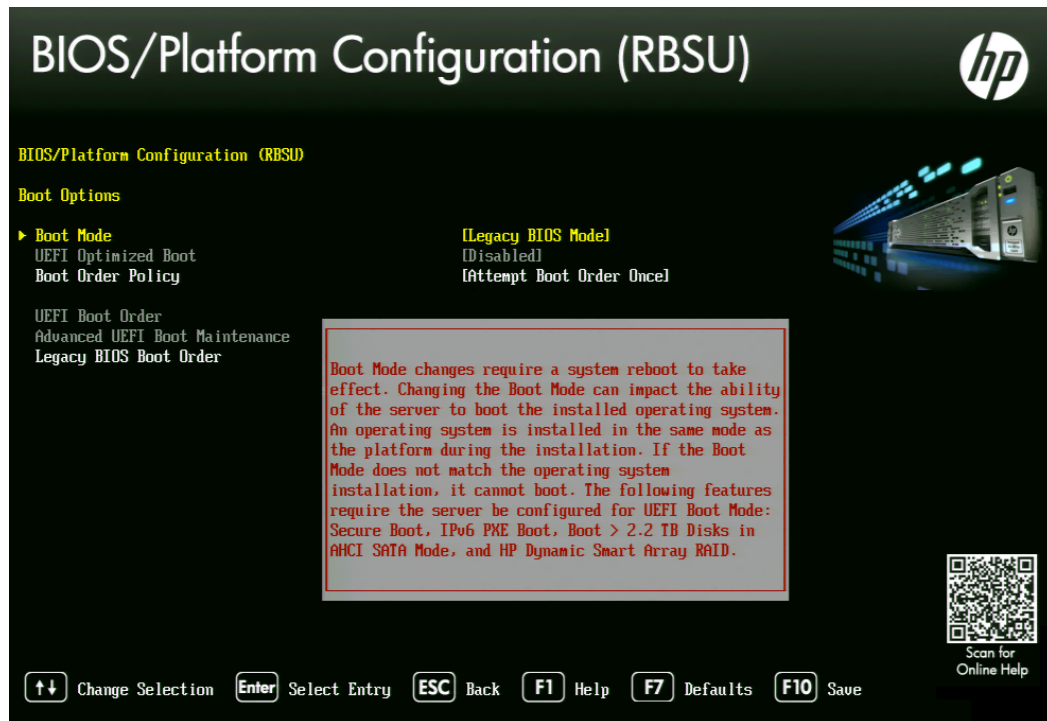 BIOS/Platform Configuration (RBSU)
hp
BIOS/Platform Configuration (RBSU)
Boot Options
Boot Mode [Legacy BIOS Mode]
UEFI Optimized Boot [Disabled]
Boot Order Policy [Attempt Boot Order Once]
UEFI Boot Order
Advanced UEFI Boot Maintenance
Legacy BIOS Boot Order
Boot Mode changes require a system reboot to take
effect. Changing the Boot Mode can impact the ability
of the server to boot the installed operating system.
An operating system is installed in the same mode as
the platform during the installation. If the Boot
Mode does not match the operating system
installation, it cannot boot. The following features
require the server be configured for UEFI Boot Mode:
Secure Boot, IPv6 PXE Boot, Boot > 2.2 TB Disks in
AHCI SATA Mode, and HP Dynamic Smart Array RAID.
Scan for
Online Help
↑↓ Change Selection Enter Select Entry ESC Back F1 Help F7 Defaults F10 Save